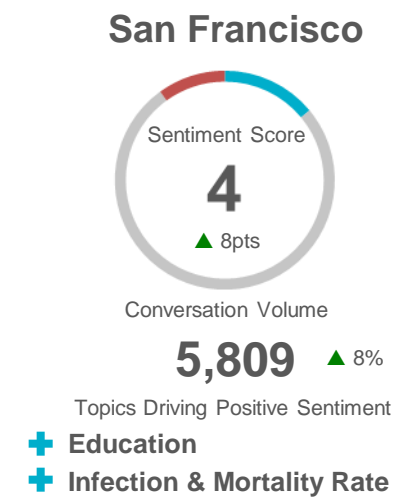 San Francisco
Sentiment Score
4
▲ 8pts
Conversation Volume
5,809 ▲ 8%
Topics Driving Positive Sentiment
Education
Infection & Mortality Rate